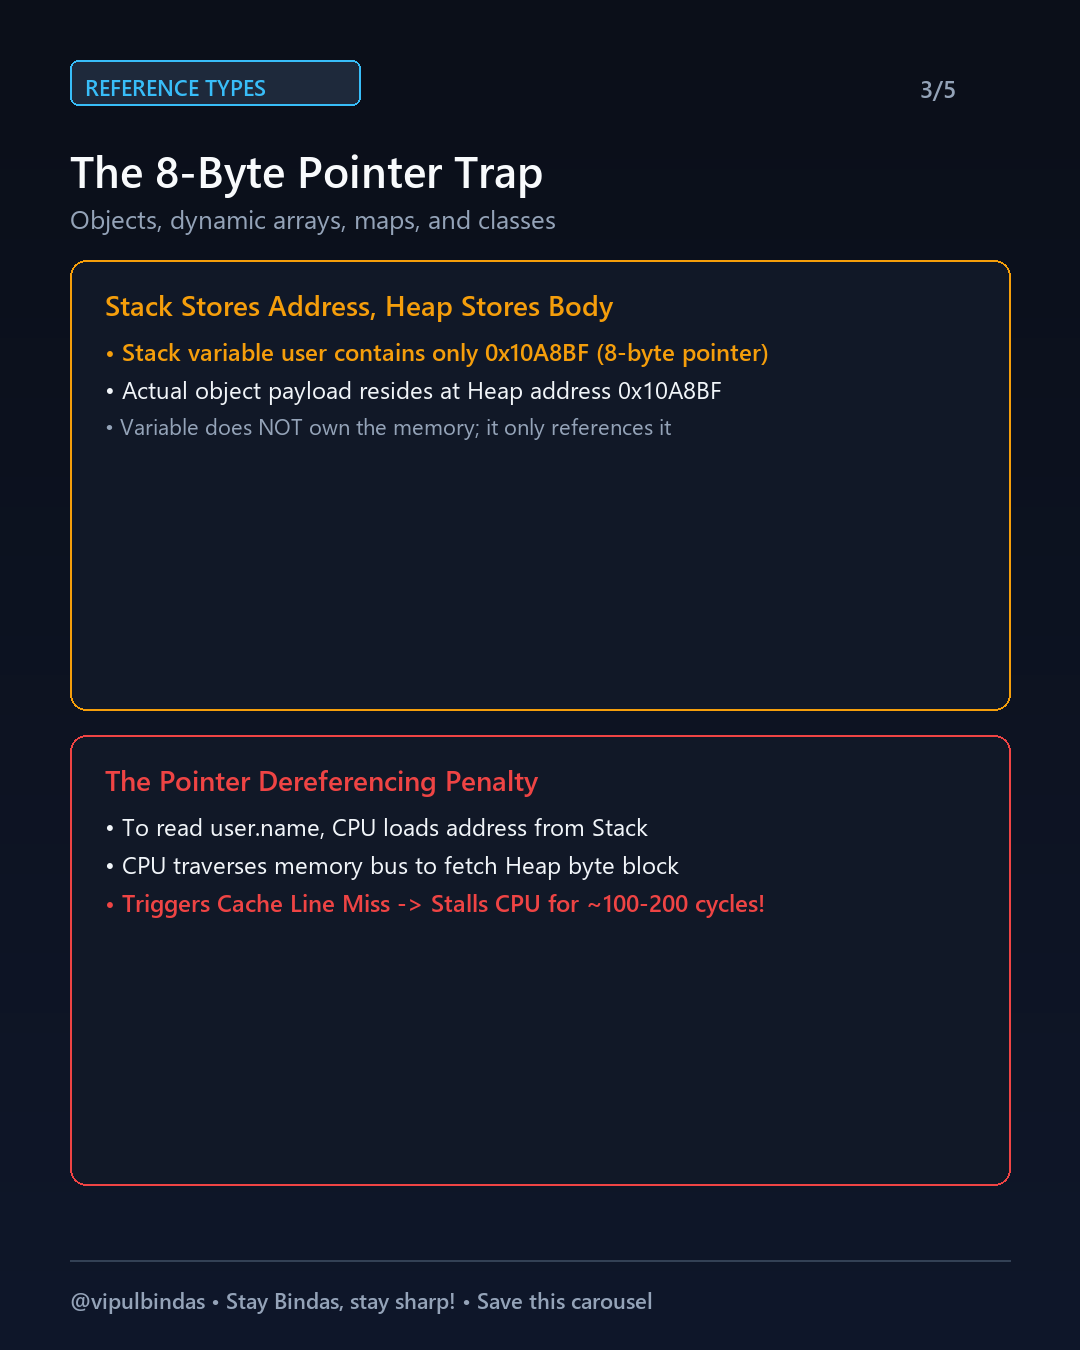 REFERENCE TYPES
3/5
The 8-Byte Pointer Trap
Objects, dynamic arrays, maps, and classes
Stack Stores Address, Heap Stores Body
• Stack variable user contains only 0x10A8BF (8-byte pointer)
• Actual object payload resides at Heap address 0x10A8BF
• Variable does NOT own the memory; it only references it
The Pointer Dereferencing Penalty
• To read user.name, CPU loads address from Stack
• CPU traverses memory bus to fetch Heap byte block
• Triggers Cache Line Miss -> Stalls CPU for ~100-200 cycles!
@vipulbindas • Stay Bindas, stay sharp! • Save this carousel